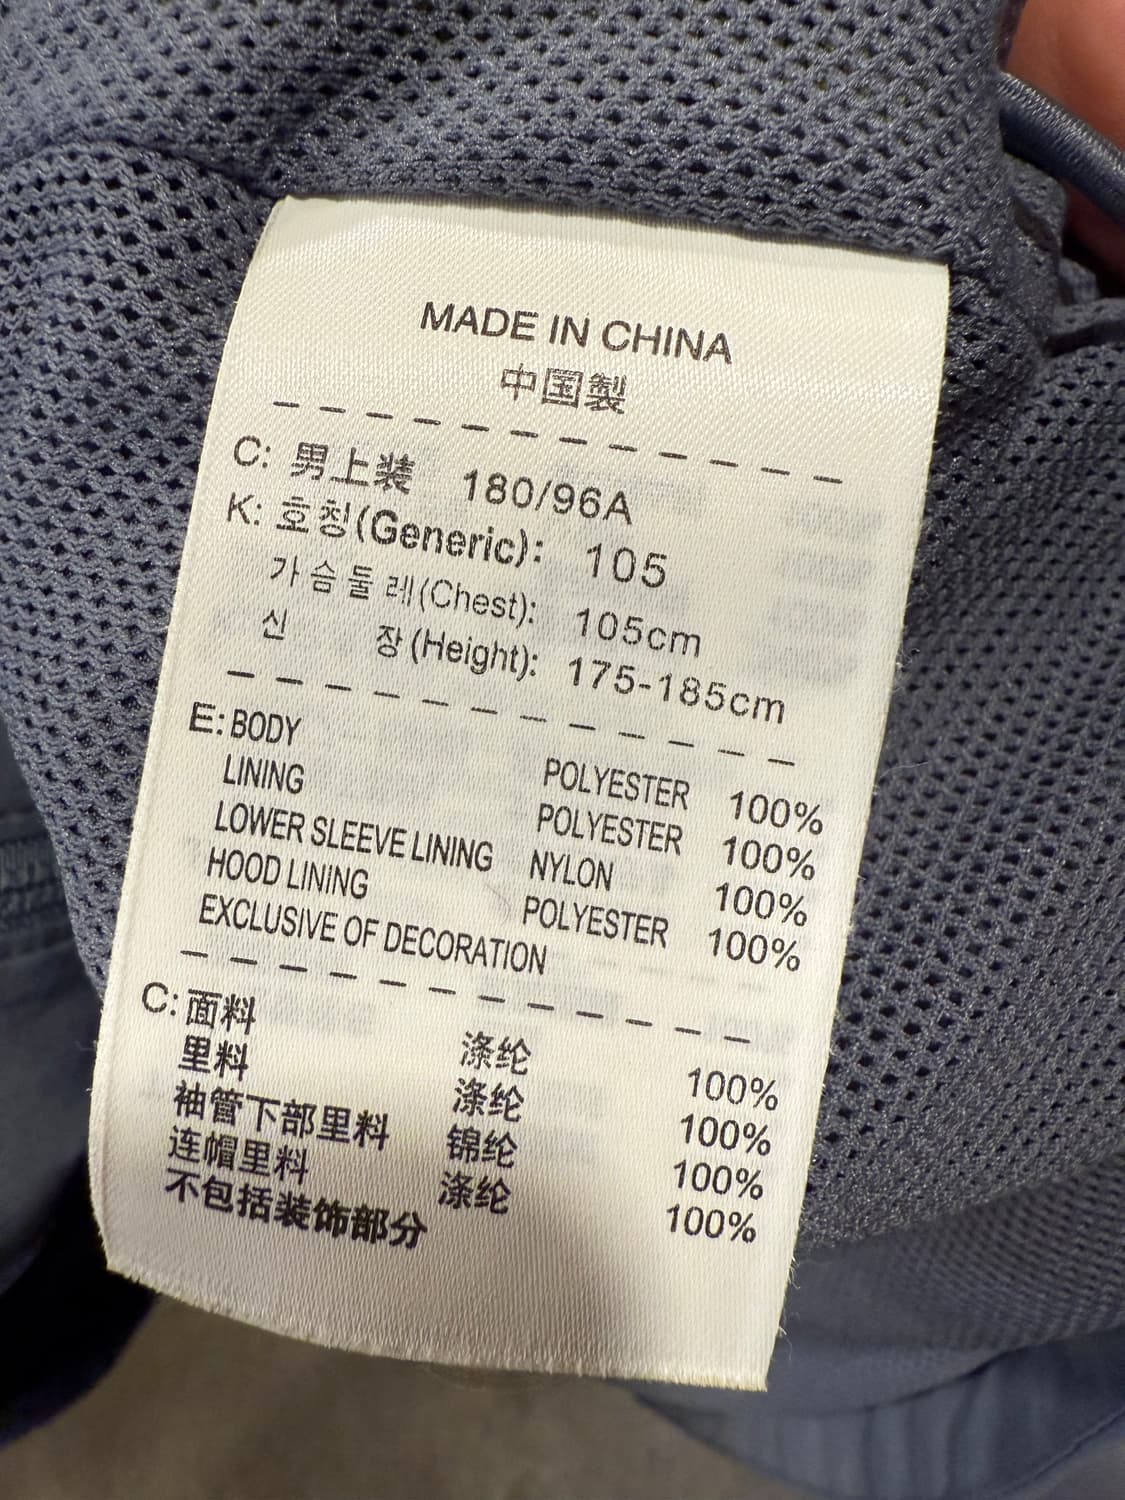 MADE IN CHINA
中国製
C: 男上装 180/96A
K: 호칭(Generic): 105
가슴둘레(Chest): 105cm
신 장(Height): 175-185cm
E: BODY POLYESTER 100%
LINING POLYESTER 100%
LOWER SLEEVE LINING NYLON 100%
HOOD LINING POLYESTER 100%
EXCLUSIVE OF DECORATION
C: 面料 涤纶 100%
里料 涤纶 100%
袖管下部里料 锦纶 100%
连帽里料 涤纶 100%
不包括装饰部分